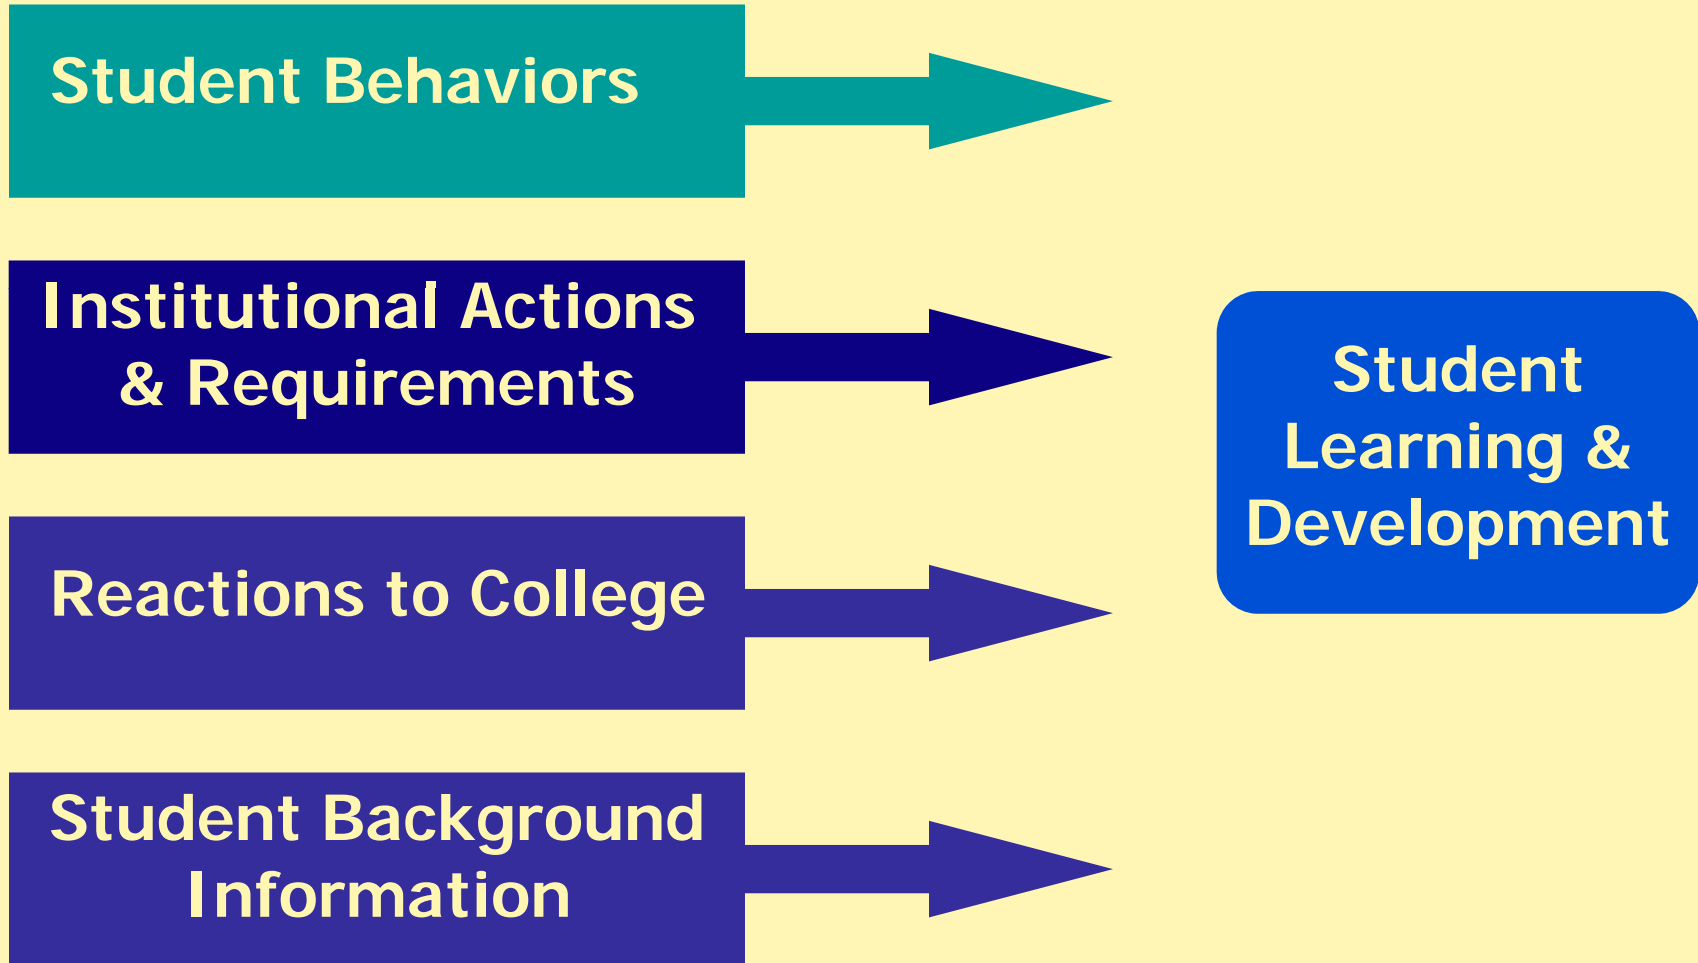 Student Behaviors
Institutional Actions
& Requirements
Student
Learning &
Development
Reactions to College
Student Background
Information